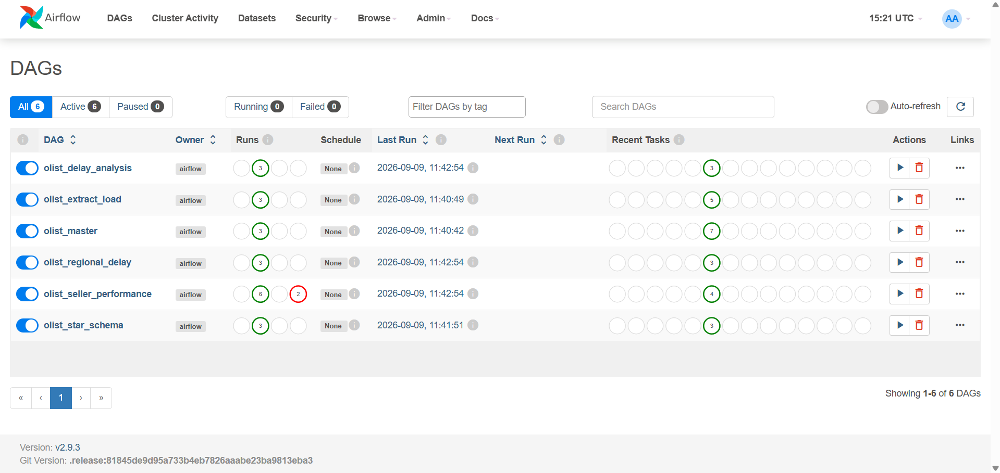 Airflow DAGs Cluster Activity Datasets Security Browse Admin Docs 15:21 UTC AA
DAGs
All 6 Active 6 Paused 0 Running 0 Failed 0 Filter DAGs by tag Search DAGs Auto-refresh
DAG Owner Runs Schedule Last Run Next Run Recent Tasks Actions Links
olist_delay_analysis airflow 3 None 2026-09-09, 11:42:54 3
olist_extract_load airflow 3 None 2026-09-09, 11:40:49 5
olist_master airflow 3 None 2026-09-09, 11:40:42 7
olist_regional_delay airflow 3 None 2026-09-09, 11:42:54 3
olist_seller_performance airflow 6 2 None 2026-09-09, 11:42:54 4
olist_star_schema airflow 3 None 2026-09-09, 11:41:51 3
« ‹ 1 › » Showing 1-6 of 6 DAGs
Version: v2.9.3
Git Version: .release:81845de9d95a733b4eb7826aaabe23ba9813eba3